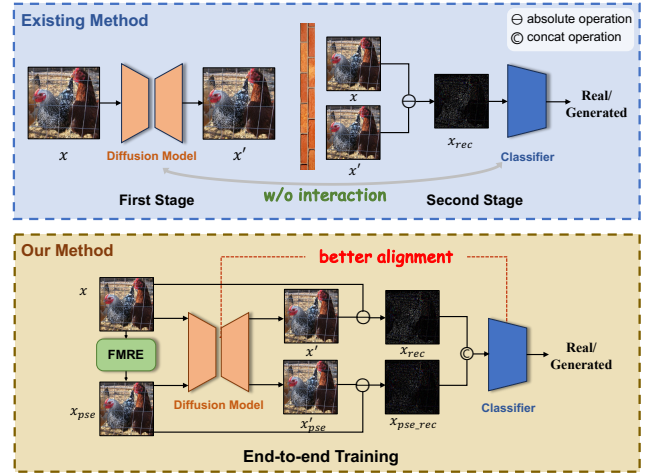 Existing Method
⊖ absolute operation
© concat operation
x
Diffusion Model
x′
x
x′
⊖
x_rec
Classifier
Real/
Generated
w/o interaction
First Stage
Second Stage
Our Method
better alignment
x
FMRE
x_pse
Diffusion Model
x′
x′_pse
⊖
⊖
x_rec
x_pse_rec
©
Classifier
Real/
Generated
End-to-end Training